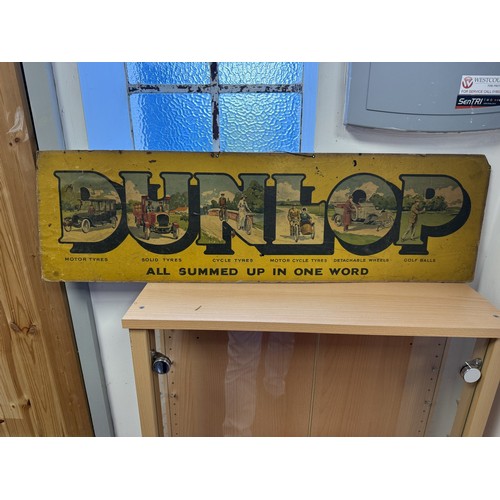 WESTCO
SenTRI
DUNLOP
MOTOR TYRES SOLID TYRES CYCLE TYRES MOTOR CYCLE TYRES DETACHABLE WHEELS GOLF BALLS
ALL SUMMED UP IN ONE WORD